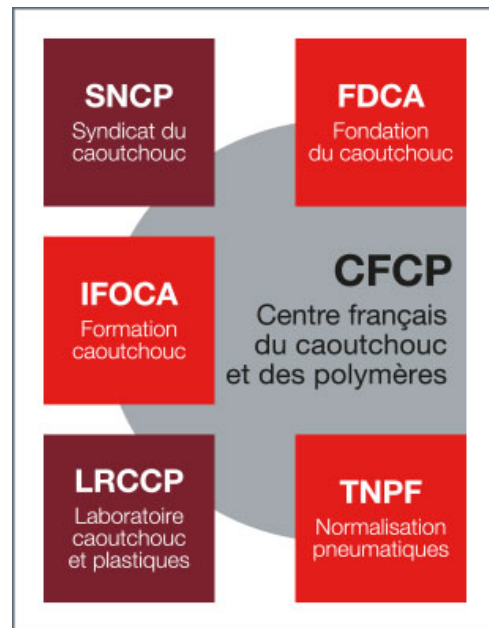 SNCP
Syndicat du
caoutchouc
FDCA
Fondation
du caoutchouc
IFOCA
Formation
caoutchouc
CFCP
Centre français
du caoutchouc
et des polymères
LRCCP
Laboratoire
caoutchouc
et plastiques
TNPF
Normalisation
pneumatiques